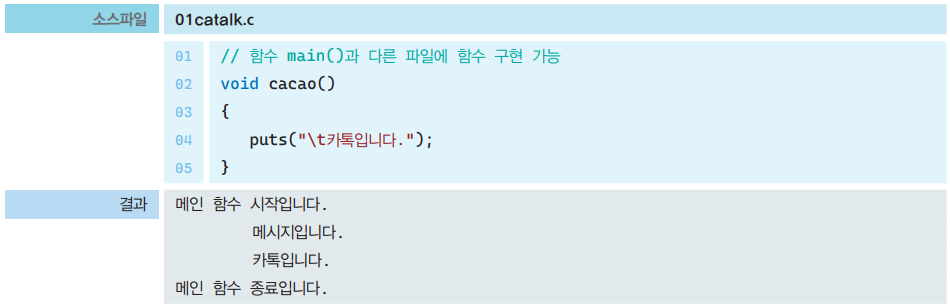 소스파일 01catalk.c
01 // 함수 main()과 다른 파일에 함수 구현 가능
02 void cacao()
03 {
04 puts("\t카톡입니다.");
05 }
결과 메인 함수 시작입니다.
메시지입니다.
카톡입니다.
메인 함수 종료입니다.